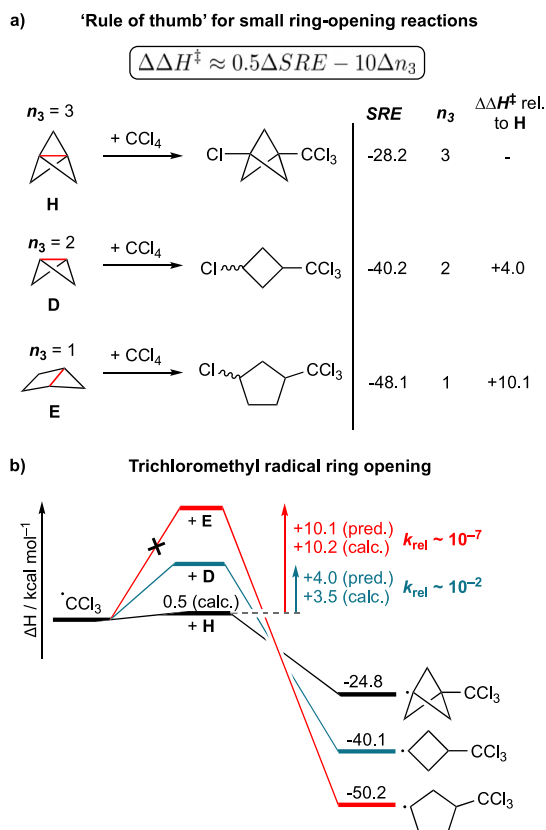 a) 'Rule of thumb' for small ring-opening reactions
ΔΔH‡ ≈ 0.5ΔSRE − 10Δn₃
SRE n₃ ΔΔH‡ rel. to H
n₃ = 3
+ CCl₄
Cl CCl₃
-28.2 3 -
H
n₃ = 2
+ CCl₄
Cl CCl₃
-40.2 2 +4.0
D
n₃ = 1
+ CCl₄
Cl CCl₃
-48.1 1 +10.1
E
b) Trichloromethyl radical ring opening
ΔH / kcal mol⁻¹
+ E
+10.1 (pred.)
+10.2 (calc.)
k_rel ~ 10⁻⁷
+ D
+4.0 (pred.)
+3.5 (calc.)
k_rel ~ 10⁻²
•CCl₃
0.5 (calc.)
+ H
-24.8
CCl₃
-40.1
CCl₃
-50.2
CCl₃